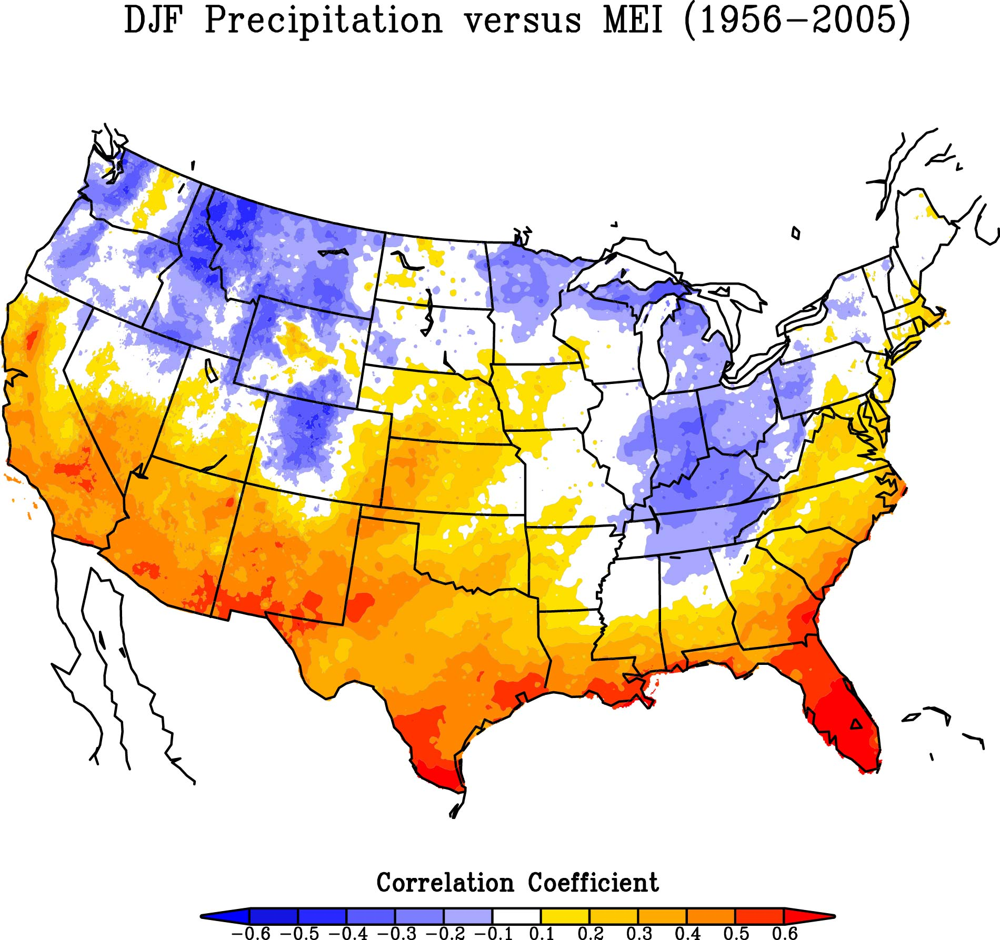 DJF Precipitation versus MEI (1956-2005)
Correlation Coefficient
-0.6 -0.5 -0.4 -0.3 -0.2 -0.1 0.1 0.2 0.3 0.4 0.5 0.6